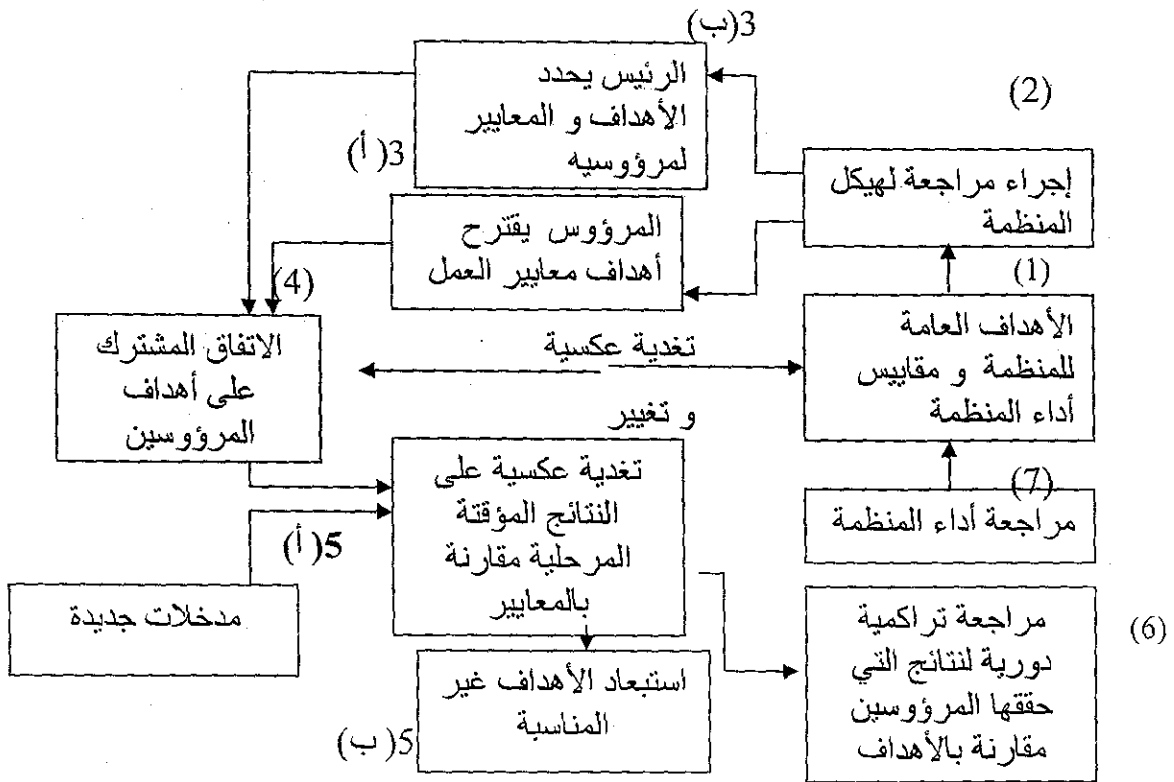 3(ب)
الرئيس يحدد
الأهداف و المعايير
لمرؤوسيه
3(أ)
(2)
إجراء مراجعة لهيكل
المنظمة
المرؤوس يقترح
أهداف معايير العمل
(1)
(4)
الأهداف العامة
للمنظمة و مقاييس
أداء المنظمة
الاتفاق المشترك
على أهداف
المرؤوسين
تغدية عكسية
و تغيير
تغدية عكسية على
النتائج المؤقتة
المرحلية مقارنة
بالمعايير
(7)
مراجعة أداء المنظمة
5(أ)
مدخلات جديدة
مراجعة تراكمية
دورية لنتائج التي
حققها المرؤوسين
مقارنة بالأهداف
(6)
استبعاد الأهداف غير
المناسبة
5(ب)